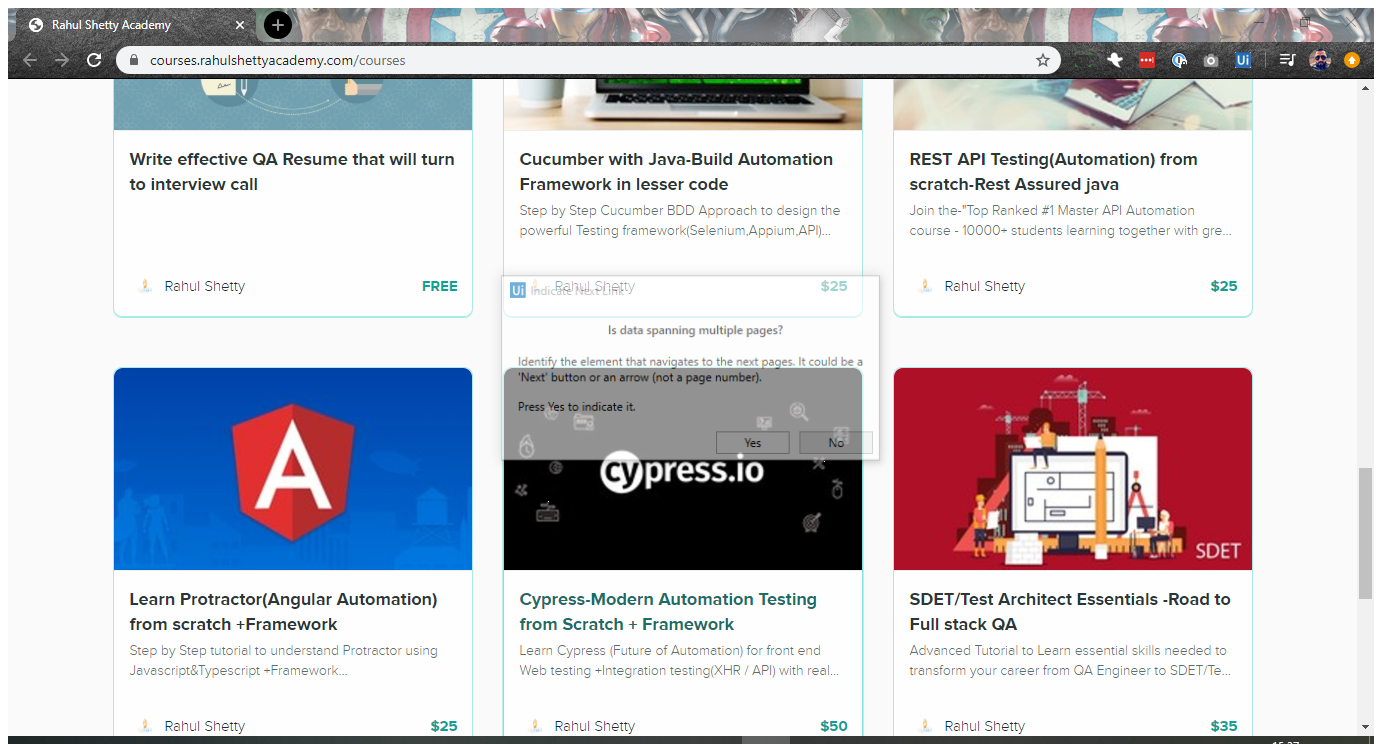 Rahul Shetty Academy
courses.rahulshettyacademy.com/courses
Ui
Write effective QA Resume that will turn
to interview call
Rahul Shetty
FREE
Cucumber with Java-Build Automation
Framework in lesser code
Step by Step Cucumber BDD Approach to design the
powerful Testing framework(Selenium,Appium,API)...
Rahul Shetty
$25
REST API Testing(Automation) from
scratch-Rest Assured java
Join the-"Top Ranked #1 Master API Automation
course - 10000+ students learning together with gre...
Rahul Shetty
$25
Ui Indicate Next Link
Is data spanning multiple pages?
Identify the element that navigates to the next pages. It could be a
'Next' button or an arrow (not a page number).
Press Yes to indicate it.
Yes
No
A
Learn Protractor(Angular Automation)
from scratch +Framework
Step by Step tutorial to understand Protractor using
Javascript&Typescript +Framework...
Rahul Shetty
$25
cypress.io
Cypress-Modern Automation Testing
from Scratch + Framework
Learn Cypress (Future of Automation) for front end
Web testing +Integration testing(XHR / API) with real...
Rahul Shetty
$50
SDET
SDET/Test Architect Essentials -Road to
Full stack QA
Advanced Tutorial to Learn essential skills needed to
transform your career from QA Engineer to SDET/Te...
Rahul Shetty
$35